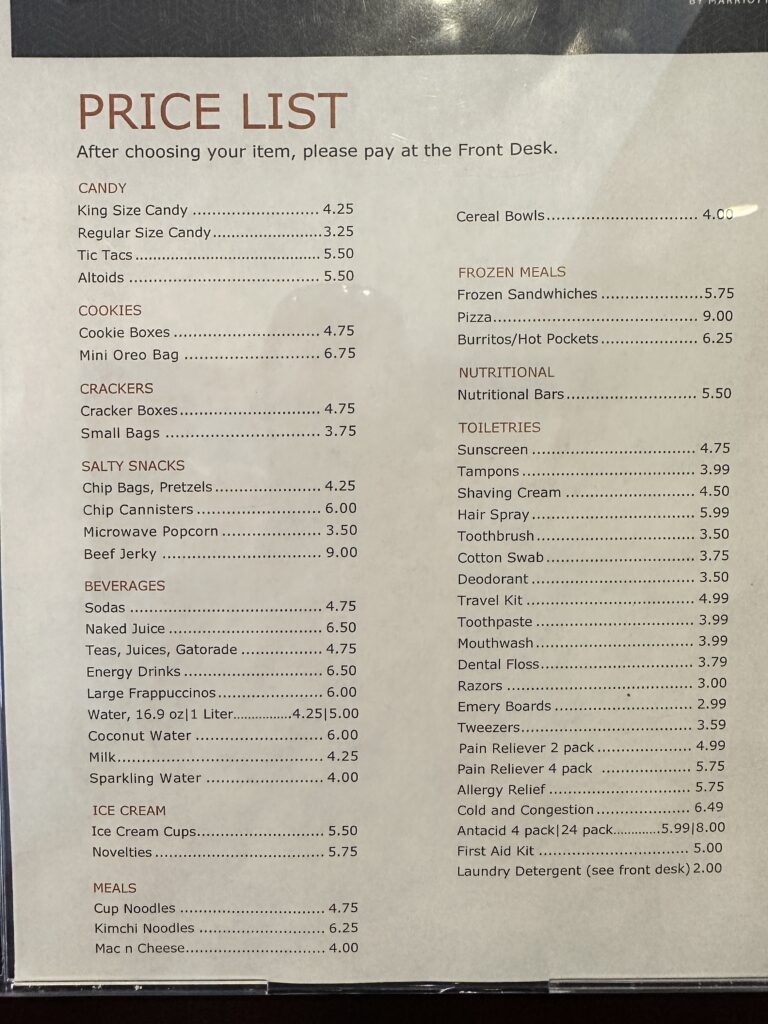 BY MARRIOTT
PRICE LIST
After choosing your item, please pay at the Front Desk.
CANDY
King Size Candy ........................... 4.25
Regular Size Candy........................3.25
Tic Tacs........................................ 5.50
Altoids ......................................... 5.50
COOKIES
Cookie Boxes ................................ 4.75
Mini Oreo Bag .............................. 6.75
CRACKERS
Cracker Boxes............................... 4.75
Small Bags ................................... 3.75
SALTY SNACKS
Chip Bags, Pretzels........................ 4.25
Chip Cannisters............................ 6.00
Microwave Popcorn ....................... 3.50
Beef Jerky ................................... 9.00
BEVERAGES
Sodas .......................................... 4.75
Naked Juice .................................. 6.50
Teas, Juices, Gatorade ................... 4.75
Energy Drinks............................... 6.50
Large Frappuccinos........................ 6.00
Water, 16.9 oz|1 Liter................4.25|5.00
Coconut Water ............................. 6.00
Milk............................................. 4.25
Sparkling Water ........................... 4.00
ICE CREAM
Ice Cream Cups............................ 5.50
Novelties...................................... 5.75
MEALS
Cup Noodles ................................ 4.75
Kimchi Noodles ............................ 6.25
Mac n Cheese.............................. 4.00
Cereal Bowls................................ 4.00
FROZEN MEALS
Frozen Sandwhiches ......................5.75
Pizza........................................... 9.00
Burritos/Hot Pockets..................... 6.25
NUTRITIONAL
Nutritional Bars............................ 5.50
TOILETRIES
Sunscreen ................................... 4.75
Tampons ..................................... 3.99
Shaving Cream ............................ 4.50
Hair Spray................................... 5.99
Toothbrush.................................. 3.50
Cotton Swab................................ 3.75
Deodorant ................................... 3.50
Travel Kit .................................... 4.99
Toothpaste .................................. 3.99
Mouthwash.................................. 3.99
Dental Floss................................. 3.79
Razors ........................................ 3.00
Emery Boards .............................. 2.99
Tweezers..................................... 3.59
Pain Reliever 2 pack..................... 4.99
Pain Reliever 4 pack .................... 5.75
Allergy Relief ............................... 5.75
Cold and Congestion..................... 6.49
Antacid 4 pack|24 pack.............5.99|8.00
First Aid Kit ................................. 5.00
Laundry Detergent (see front desk) 2.00